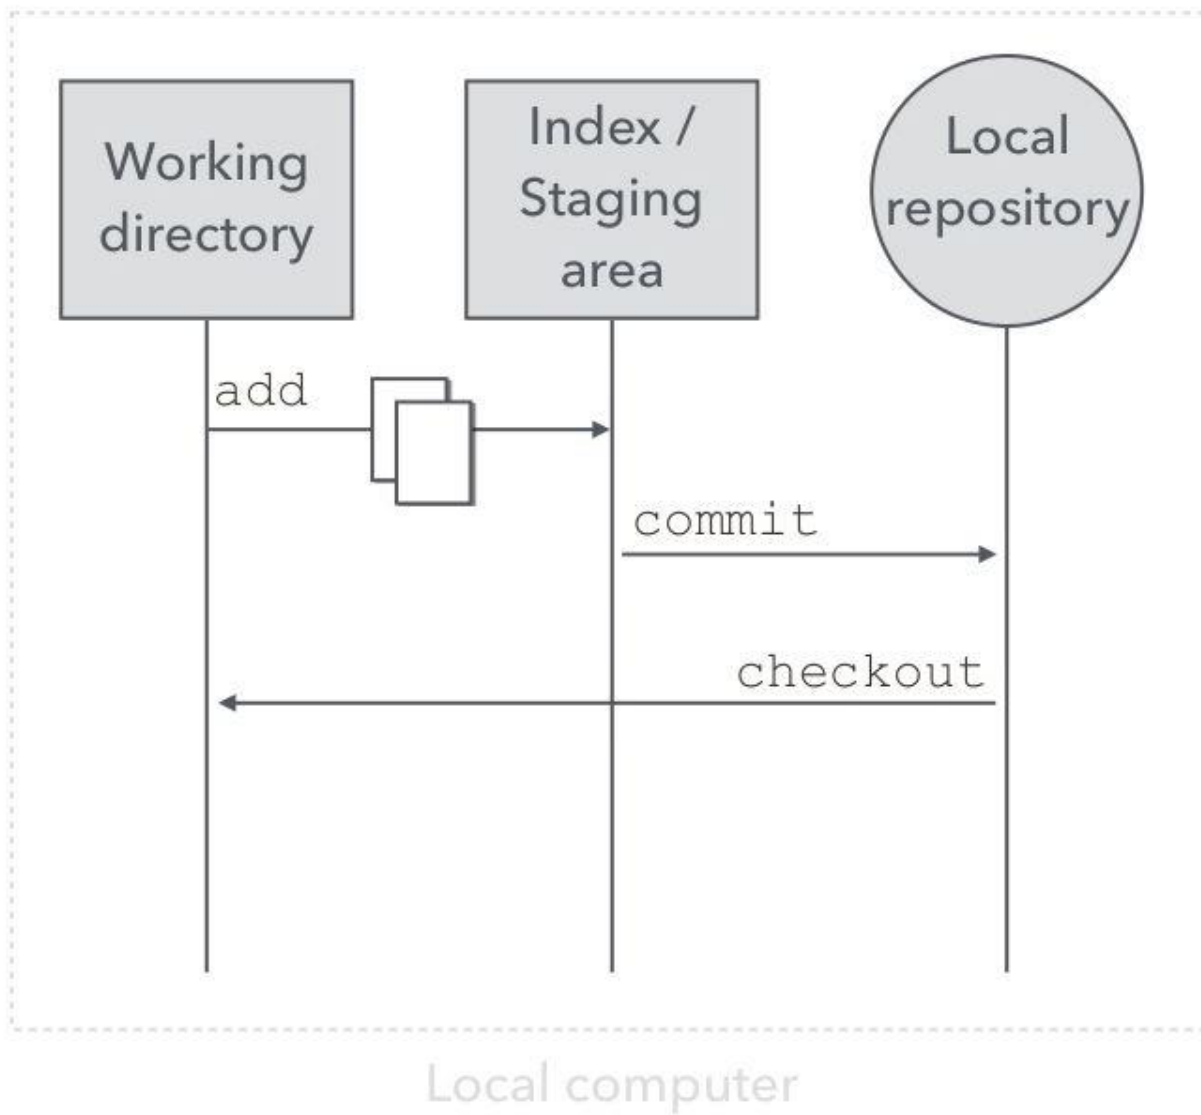 Working
directory
Index /
Staging
area
Local
repository
add
commit
checkout
Local computer